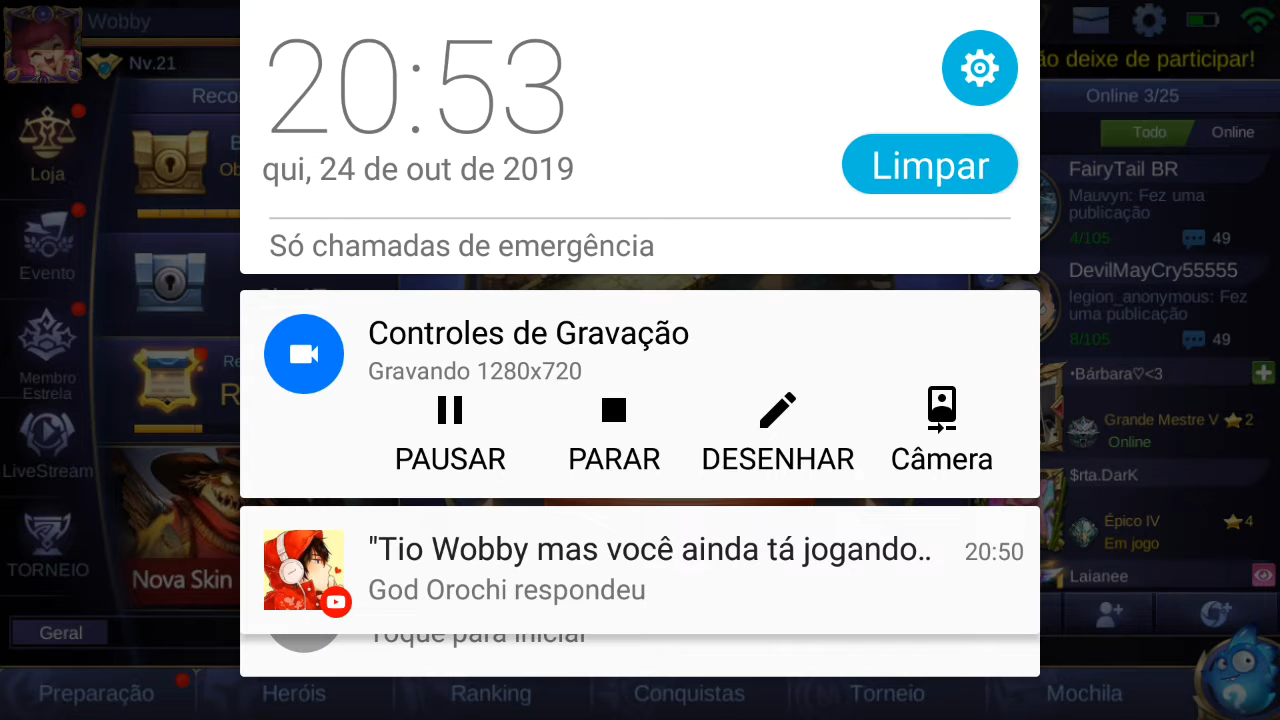 Wobby
Nv.21
20:53
qui, 24 de out de 2019
Limpar
Só chamadas de emergência
ão deixe de participar!
Online 3/25
Todo
Online
Loja
Evento
Membro
Estrela
LiveStream
TORNEIO
Geral
Nova Skin
Controles de Gravação
Gravando 1280x720
PAUSAR
PARAR
DESENHAR
Câmera
"Tio Wobby mas você ainda tá jogando..
20:50
God Orochi respondeu
Toque para iniciar
FairyTail BR
Mauvyn: Fez uma
publicação
4/105
49
DevilMayCry55555
legion_anonymous: Fez
uma publicação
8/105
49
•Bárbara♡<3
Grande Mestre V
2
Online
$rta.DarK
Épico IV
4
Em jogo
Laianee
Preparação
Heróis
Ranking
Conquistas
Torneio
Mochila